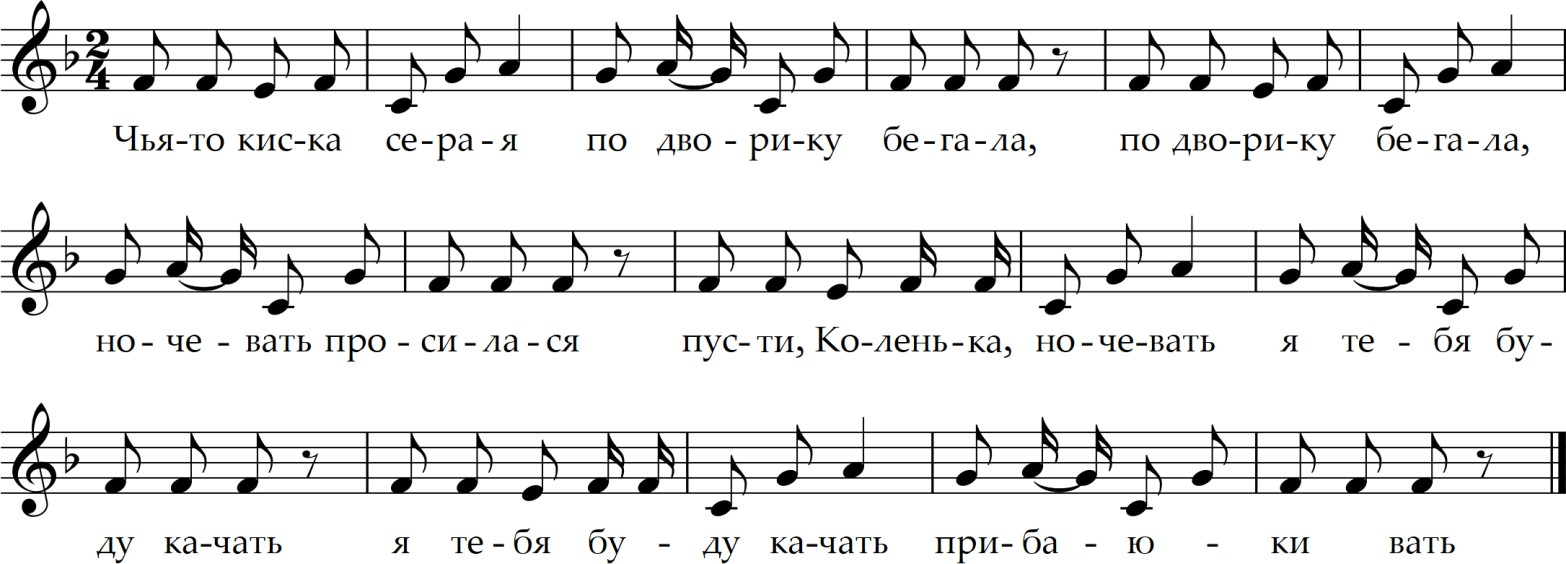 2
4
Чья-то кис-ка се-ра-я по дво-ри-ку бе-га-ла, по дво-ри-ку бе-га-ла,
но-че-вать про-си-ла-ся пус-ти, Ко-лень-ка, но-че-вать я те-бя бу-
ду ка-чать я те-бя бу-ду ка-чать при-ба-ю-ки вать